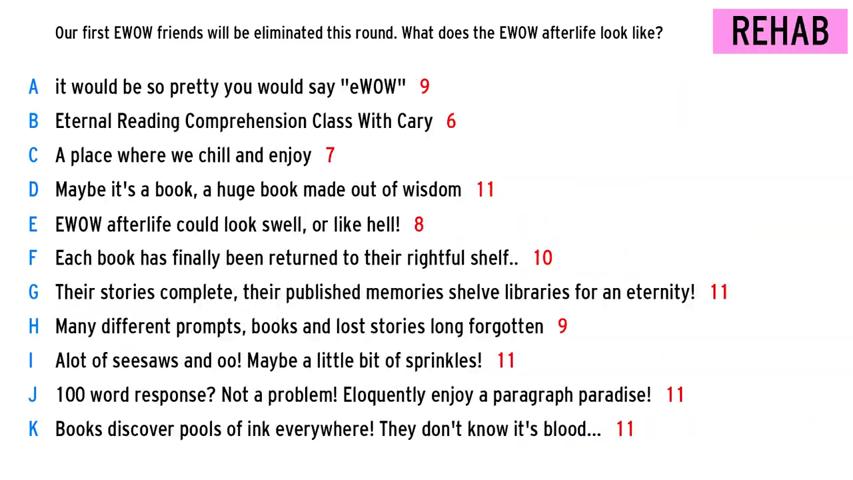 Our first EWOW friends will be eliminated this round. What does the EWOW afterlife look like?
REHAB
A it would be so pretty you would say "eWOW" 9
B Eternal Reading Comprehension Class With Cary 6
C A place where we chill and enjoy 7
D Maybe it's a book, a huge book made out of wisdom 11
E EWOW afterlife could look swell, or like hell! 8
F Each book has finally been returned to their rightful shelf.. 10
G Their stories complete, their published memories shelve libraries for an eternity! 11
H Many different prompts, books and lost stories long forgotten 9
I Alot of seesaws and oo! Maybe a little bit of sprinkles! 11
J 100 word response? Not a problem! Eloquently enjoy a paragraph paradise! 11
K Books discover pools of ink everywhere! They don't know it's blood... 11